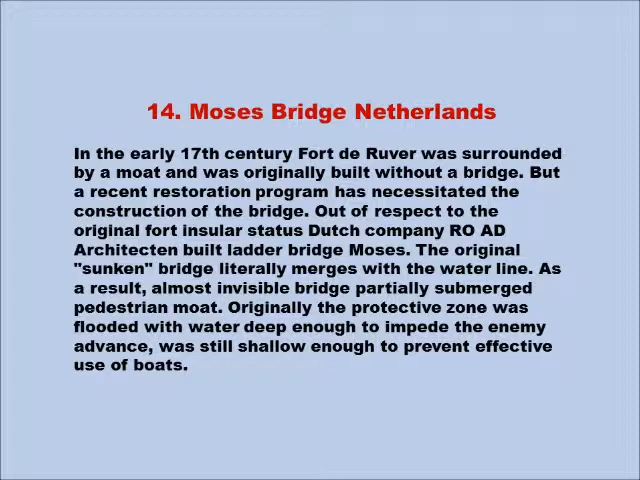 14. Moses Bridge Netherlands
In the early 17th century Fort de Ruver was surrounded
by a moat and was originally built without a bridge. But
a recent restoration program has necessitated the
construction of the bridge. Out of respect to the
original fort insular status Dutch company RO AD
Architecten built ladder bridge Moses. The original
"sunken" bridge literally merges with the water line. As
a result, almost invisible bridge partially submerged
pedestrian moat. Originally the protective zone was
flooded with water deep enough to impede the enemy
advance, was still shallow enough to prevent effective
use of boats.